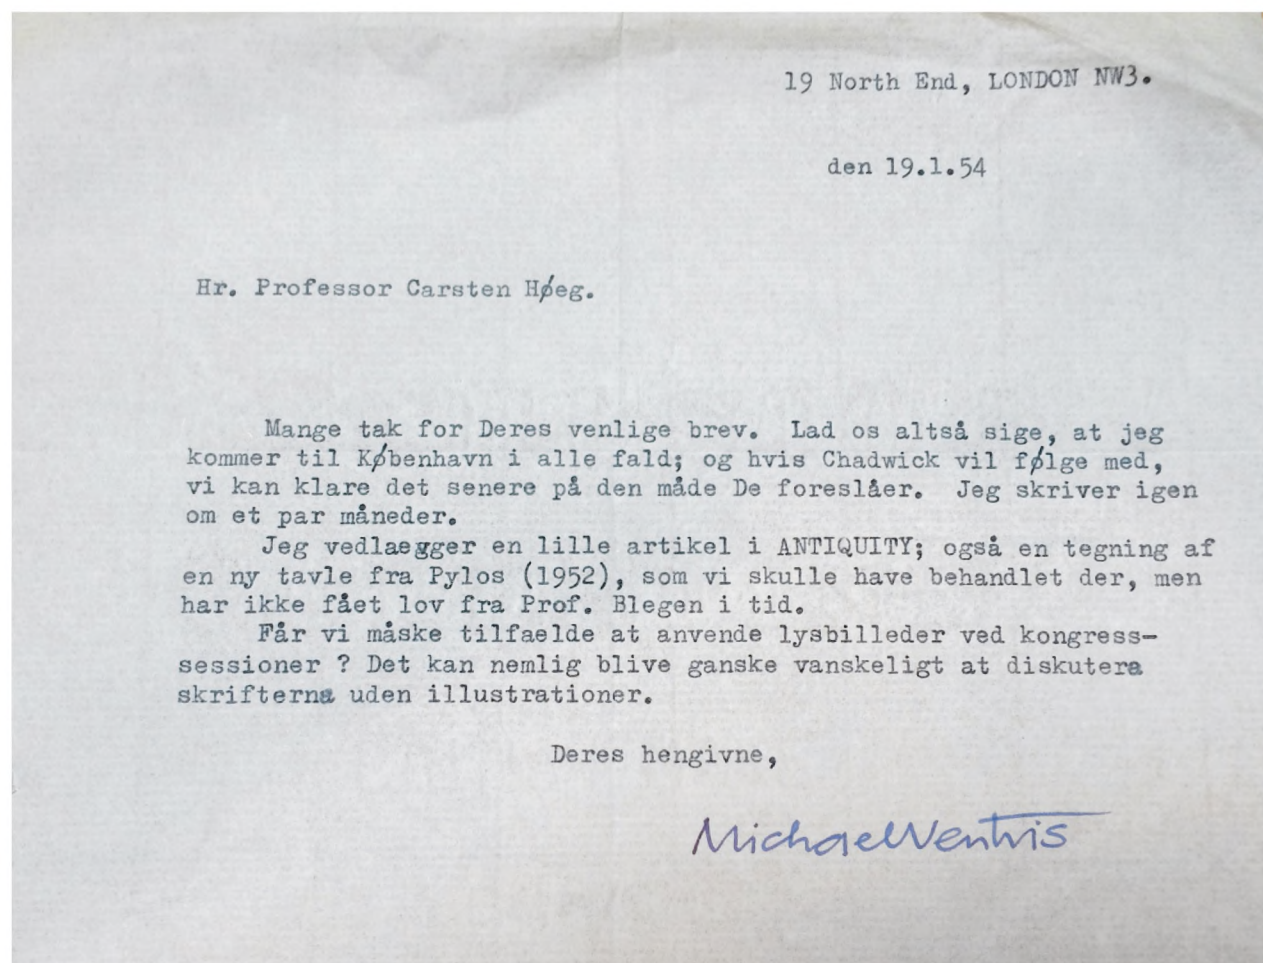 19 North End, LONDON NW3.
den 19.1.54
Hr. Professor Carsten Høeg.
Mange tak for Deres venlige brev. Lad os altså sige, at jeg
kommer til København i alle fald; og hvis Chadwick vil følge med,
vi kan klare det senere på den måde De foreslåer. Jeg skriver igen
om et par måneder.
Jeg vedlaegger en lille artikel i ANTIQUITY; også en tegning af
en ny tavle fra Pylos (1952), som vi skulle have behandlet der, men
har ikke fået lov fra Prof. Blegen i tid.
Får vi måske tilfaelde at anvende lysbilleder ved kongress-
sessioner ? Det kan nemlig blive ganske vanskeligt at diskutera
skrifterna uden illustrationer.
Deres hengivne,
Michael Ventris